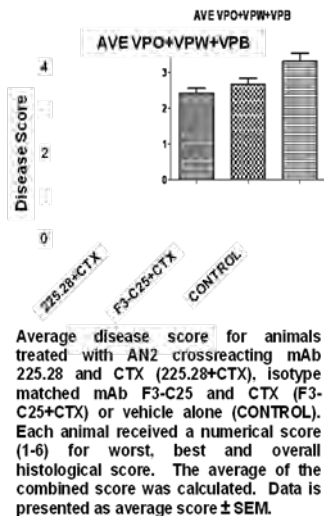 AVE VPO+VPW+VPB
AVE VPO+VPW+VPB
Disease Score
4
2
0
3
2
1
0
225.28+CTX
F3-C25+CTX
CONTROL
Average disease score for animals
treated with AN2 crossreacting mAb
225.28 and CTX (225.28+CTX), isotype
matched mAb F3-C25 and CTX (F3-
C25+CTX) or vehicle alone (CONTROL).
Each animal received a numerical score
(1-6) for worst, best and overall
histological score. The average of the
combined score was calculated. Data is
presented as average score ± SEM.